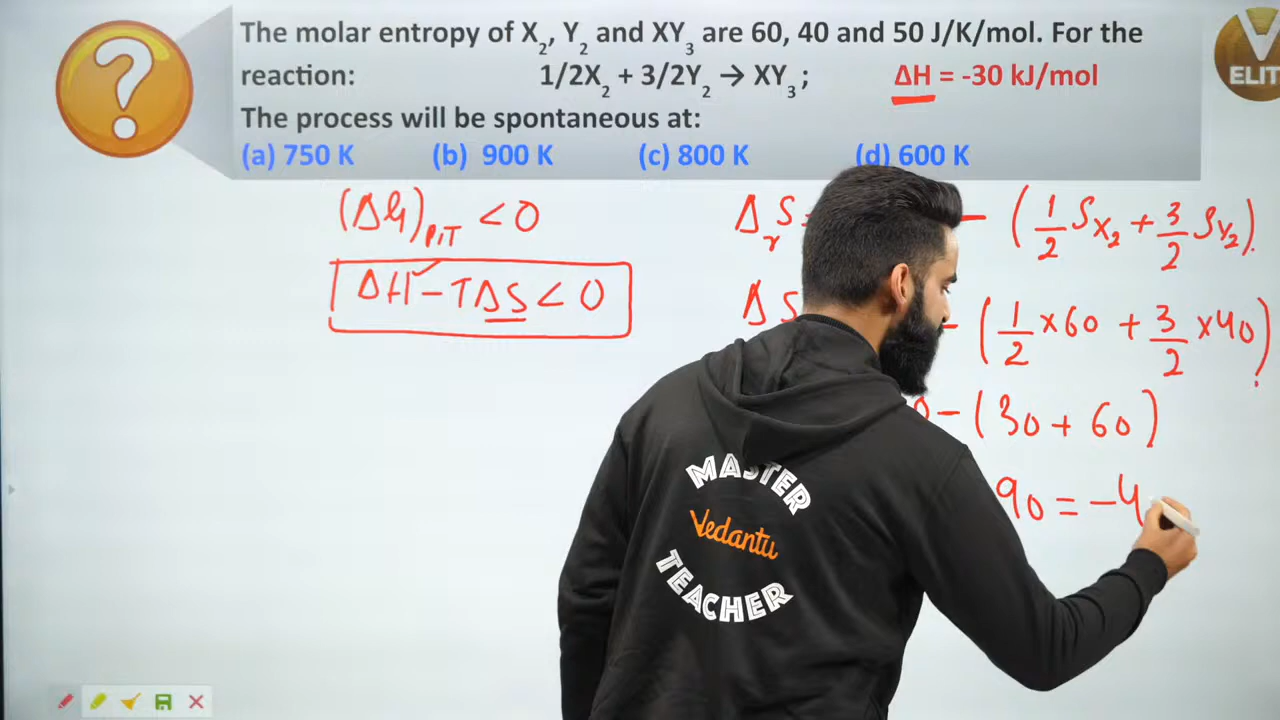 The molar entropy of X₂, Y₂ and XY₃ are 60, 40 and 50 J/K/mol. For the
reaction: 1/2X₂ + 3/2Y₂ → XY₃ ; ΔH = -30 kJ/mol
The process will be spontaneous at:
(a) 750 K (b) 900 K (c) 800 K (d) 600 K
V
ELIT
(ΔG)P,T < 0
ΔH - TΔS < 0
ΔrS = - (1/2 SX₂ + 3/2 SY₂).
Δ S - (1/2 × 60 + 3/2 × 40)
0 - (30 + 60)
90 = -4
MASTER
Vedantu
TEACHER